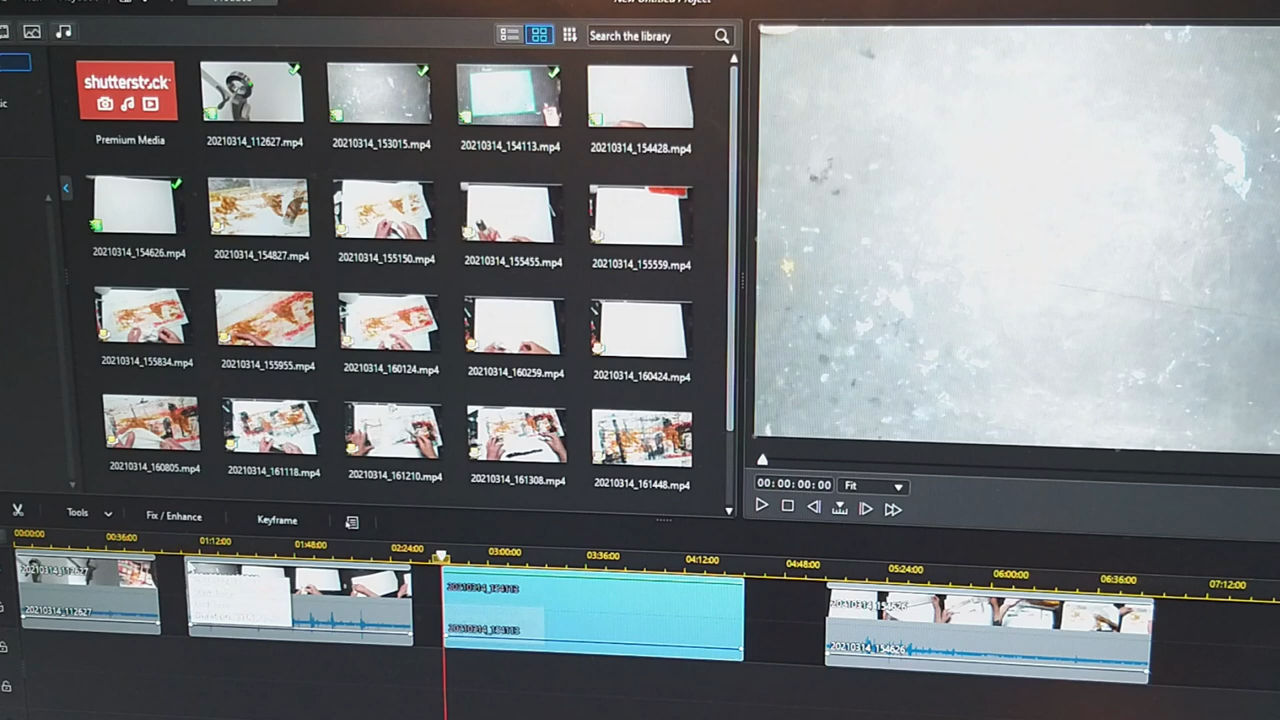 New Untitled Project
Search the library
shutterstock
Premium Media
20210314_112627.mp4
20210314_153015.mp4
20210314_154113.mp4
20210314_154428.mp4
20210314_154626.mp4
20210314_154827.mp4
20210314_155150.mp4
20210314_155455.mp4
20210314_155559.mp4
20210314_155834.mp4
20210314_155955.mp4
20210314_160124.mp4
20210314_160259.mp4
20210314_160424.mp4
20210314_160805.mp4
20210314_161118.mp4
20210314_161210.mp4
20210314_161308.mp4
20210314_161448.mp4
00:00:00:00 Fit
Tools Fix / Enhance Keyframe
00:00:00 00:36:00 01:12:00 01:48:00 02:24:00 03:00:00 03:36:00 04:12:00 04:48:00 05:24:00 06:00:00 06:36:00 07:12:00
20210314_112627
20210314_154113
20210314_154626
20210314_112627
20210314_154113
20210314_154626